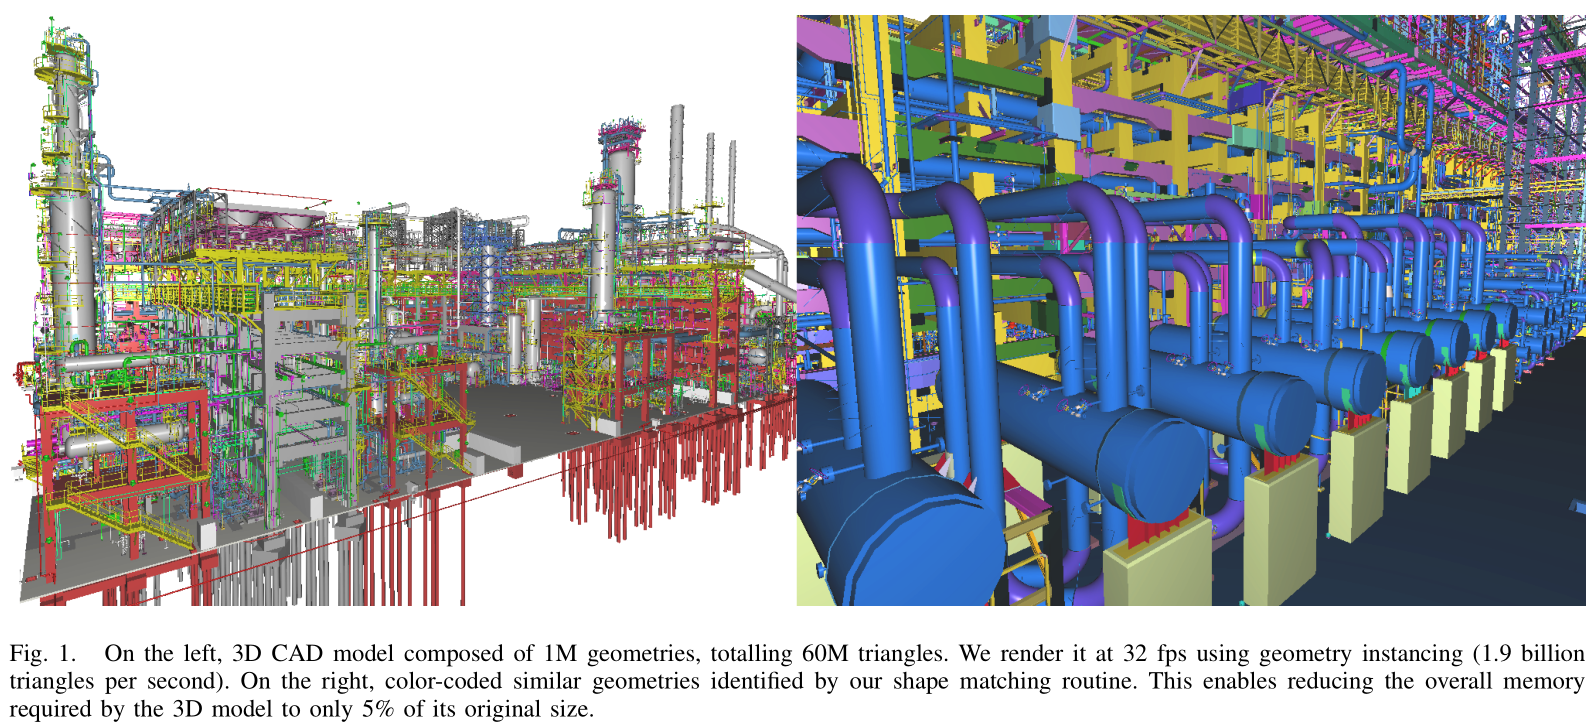 Fig. 1. On the left, 3D CAD model composed of 1M geometries, totalling 60M triangles. We render it at 32 fps using geometry instancing (1.9 billion
triangles per second). On the right, color-coded similar geometries identified by our shape matching routine. This enables reducing the overall memory
required by the 3D model to only 5% of its original size.